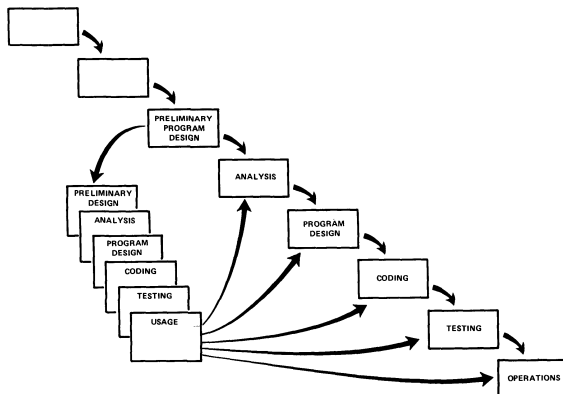 PRELIMINARY
PROGRAM
DESIGN
ANALYSIS
PROGRAM
DESIGN
CODING
TESTING
OPERATIONS
PRELIMINARY
DESIGN
ANALYSIS
PROGRAM
DESIGN
CODING
TESTING
USAGE